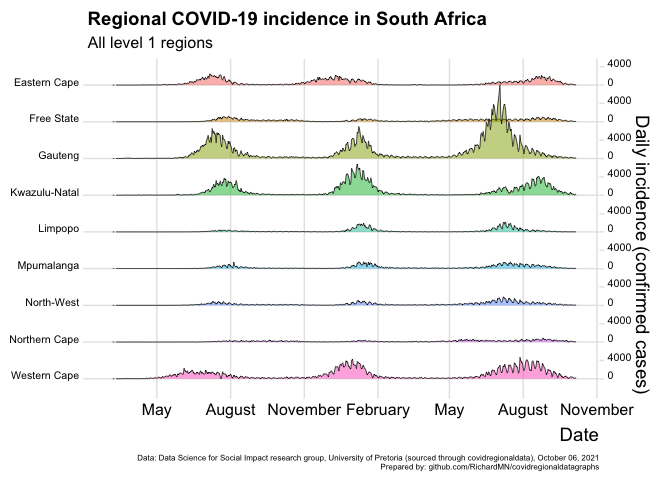 Regional COVID-19 incidence in South Africa
All level 1 regions
Eastern Cape
4000
0
Free State
4000
0
Gauteng
4000
0
Kwazulu-Natal
4000
0
Limpopo
4000
0
Mpumalanga
4000
0
North-West
4000
0
Northern Cape
4000
0
Western Cape
4000
0
Daily incidence (confirmed cases)
May August November February May August November
Date
Data: Data Science for Social Impact research group, University of Pretoria (sourced through covidregionaldata), October 06, 2021
Prepared by: github.com/RichardMN/covidregionaldatagraphs